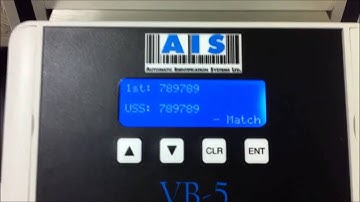 AIS
AUTOMATIC IDENTIFICATION SYSTEMS LTD.
1st: 789789
USS: 789789
- Match
CLR
ENT
VB-5